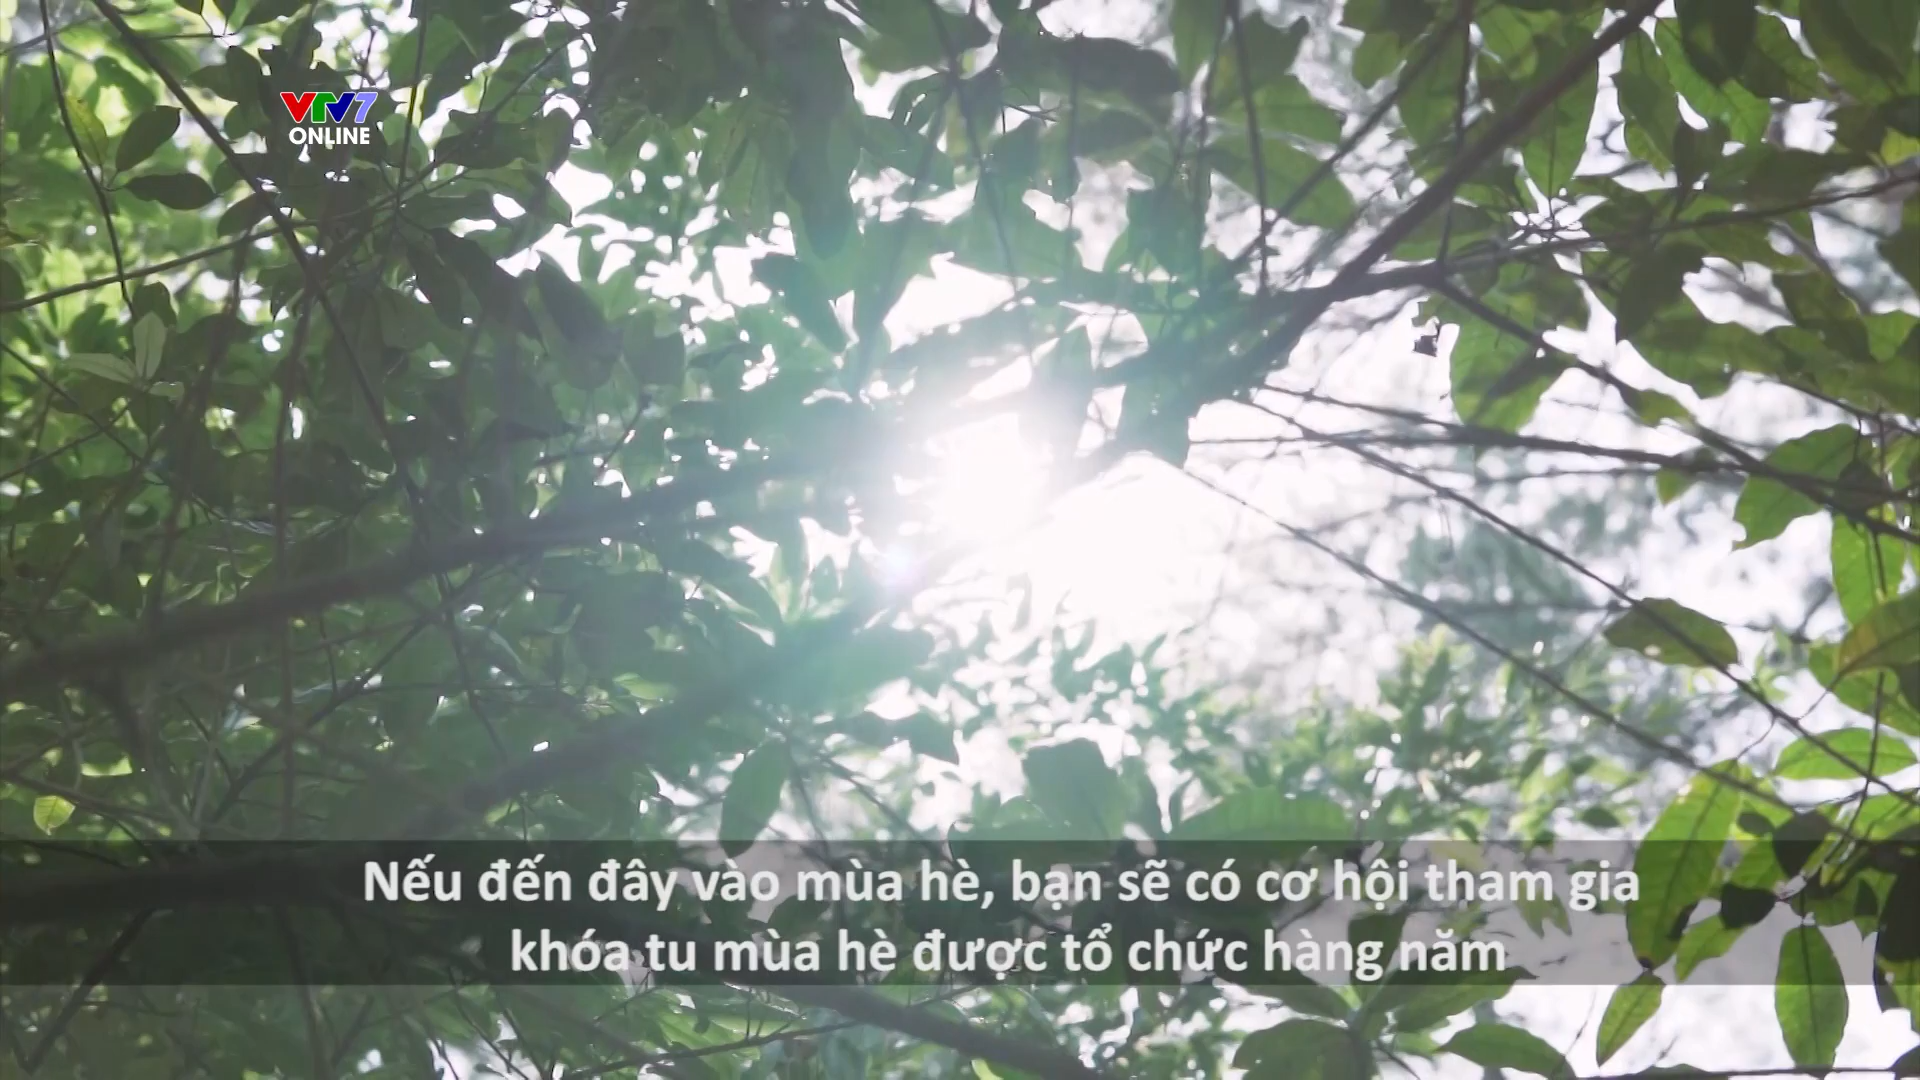 VTV7
ONLINE
Nếu đến đây vào mùa hè, bạn sẽ có cơ hội tham gia
khóa tu mùa hè được tổ chức hàng năm